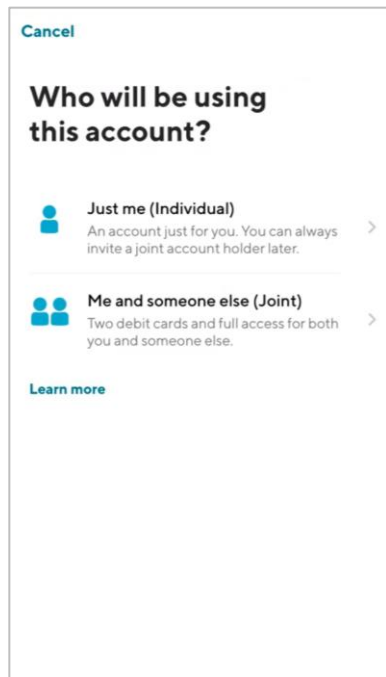 Cancel
Who will be using
this account?
Just me (Individual)
An account just for you. You can always
invite a joint account holder later.
Me and someone else (Joint)
Two debit cards and full access for both
you and someone else.
Learn more